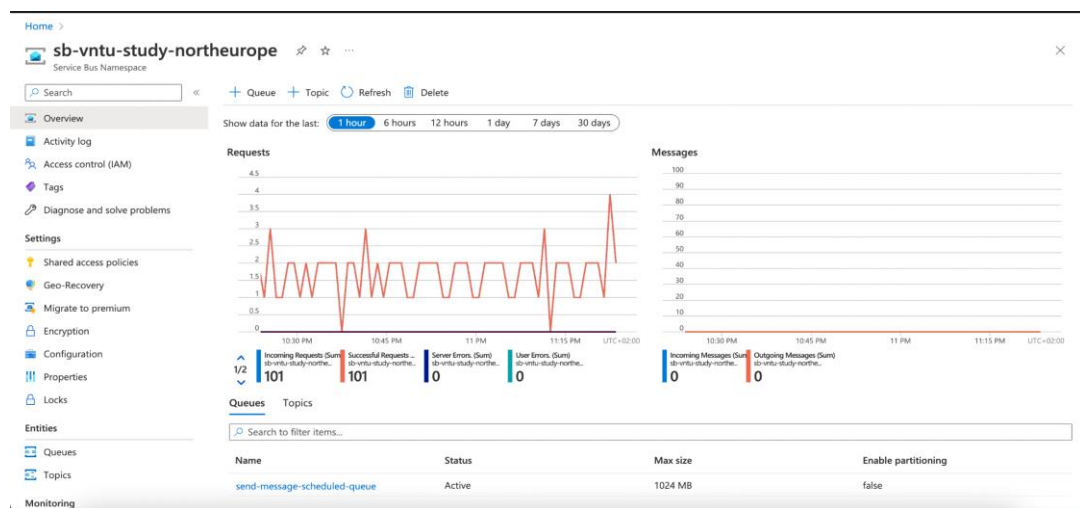 Home >
sb-vntu-study-northeurope
Service Bus Namespace
Search
«
+ Queue + Topic Refresh Delete
Overview
Activity log
Access control (IAM)
Tags
Diagnose and solve problems
Settings
Shared access policies
Geo-Recovery
Migrate to premium
Encryption
Configuration
Properties
Locks
Entities
Queues
Topics
Monitoring
Show data for the last: 1 hour 6 hours 12 hours 1 day 7 days 30 days
Requests
4.5
4
3.5
3
2.5
2
1.5
1
0.5
0
10:30 PM 10:45 PM 11 PM 11:15 PM UTC+02:00
1/2
Incoming Requests (Sum)
sb-vntu-study-northe...
101
Successful Requests ...
sb-vntu-study-northe...
101
Server Errors. (Sum)
sb-vntu-study-northe...
0
User Errors. (Sum)
sb-vntu-study-northe...
0
Messages
100
90
80
70
60
50
40
30
20
10
0
10:30 PM 10:45 PM 11 PM 11:15 PM UTC+02:00
Incoming Messages (Sum)
sb-vntu-study-northe...
0
Outgoing Messages (Sum)
sb-vntu-study-northe...
0
Queues Topics
Search to filter items...
Name Status Max size Enable partitioning
send-message-scheduled-queue Active 1024 MB false